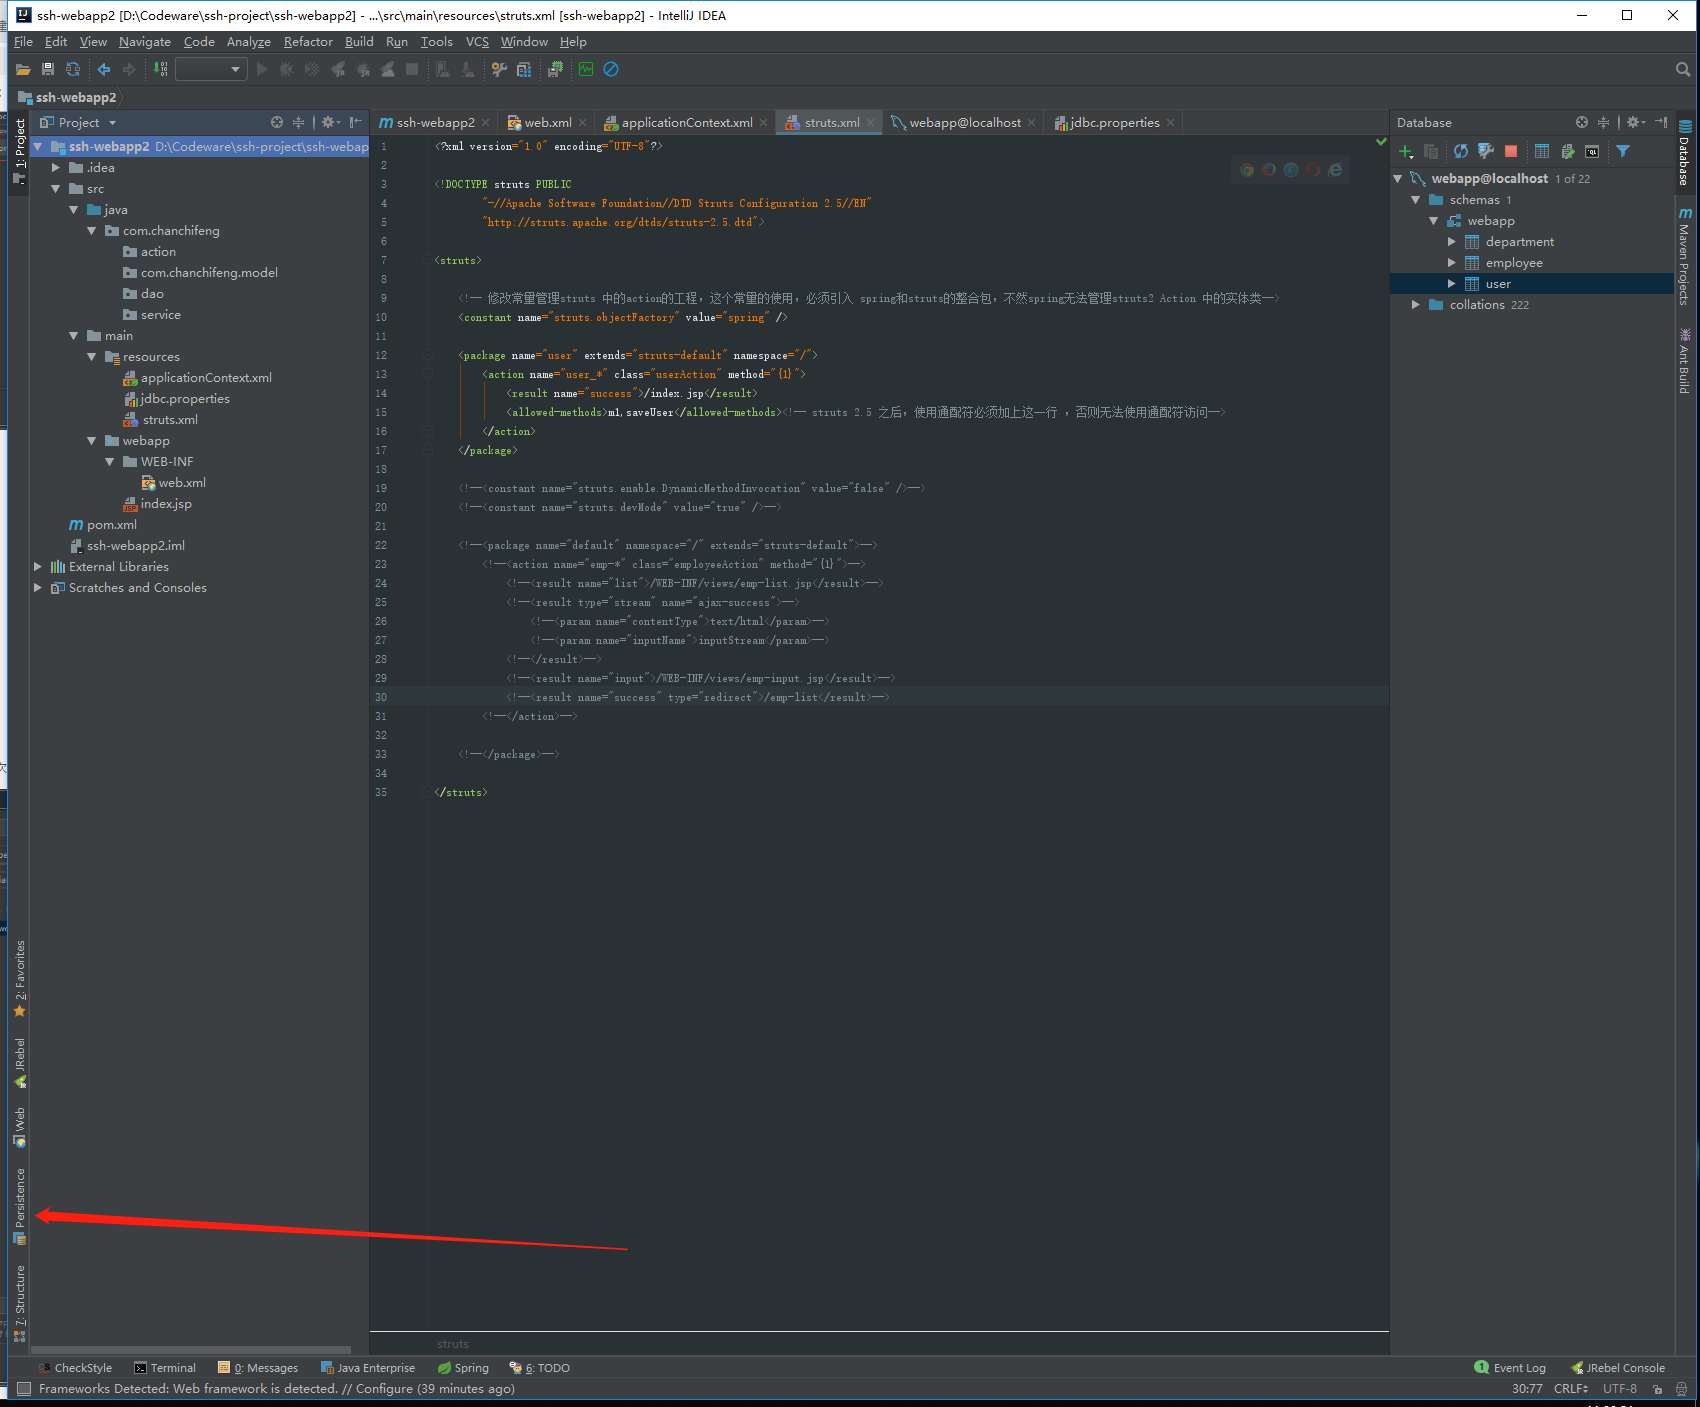 ssh-webapp2 [D:\Codeware\ssh-project\ssh-webapp2] - ...\src\main\resources\struts.xml [ssh-webapp2] - IntelliJ IDEA
File Edit View Navigate Code Analyze Refactor Build Run Tools VCS Window Help
ssh-webapp2
Project
ssh-webapp2 web.xml applicationContext.xml struts.xml webapp@localhost jdbc.properties
Database
1: Project
2: Favorites
JRebel
Web
Persistence
7: Structure
ssh-webapp2 D:\Codeware\ssh-project\ssh-webap
.idea
src
java
com.chanchifeng
action
com.chanchifeng.model
dao
service
main
resources
applicationContext.xml
jdbc.properties
struts.xml
webapp
WEB-INF
web.xml
index.jsp
pom.xml
ssh-webapp2.iml
External Libraries
Scratches and Consoles
1 <?xml version="1.0" encoding="UTF-8"?>
2
3 <!DOCTYPE struts PUBLIC
4 "-//Apache Software Foundation//DTD Struts Configuration 2.5//EN"
5 "http://struts.apache.org/dtds/struts-2.5.dtd">
6
7 <struts>
8
9 <!-- 修改常量管理struts 中的action的工程，这个常量的使用，必须引入 spring和struts的整合包，不然spring无法管理struts2 Action 中的实体类-->
10 <constant name="struts.objectFactory" value="spring" />
11
12 <package name="user" extends="struts-default" namespace="/">
13 <action name="user_*" class="userAction" method="{1}">
14 <result name="success">/index.jsp</result>
15 <allowed-methods>m1,saveUser</allowed-methods><!-- struts 2.5 之后，使用通配符必须加上这一行 ，否则无法使用通配符访问-->
16 </action>
17 </package>
18
19 <!--<constant name="struts.enable.DynamicMethodInvocation" value="false" />-->
20 <!--<constant name="struts.devMode" value="true" />-->
21
22 <!--<package name="default" namespace="/" extends="struts-default">-->
23 <!--<action name="emp-*" class="employeeAction" method="{1}">-->
24 <!--<result name="list">/WEB-INF/views/emp-list.jsp</result>-->
25 <!--<result type="stream" name="ajax-success">-->
26 <!--<param name="contentType">text/html</param>-->
27 <!--<param name="inputName">inputStream</param>-->
28 <!--</result>-->
29 <!--<result name="input">/WEB-INF/views/emp-input.jsp</result>-->
30 <!--<result name="success" type="redirect">/emp-list</result>-->
31 <!--</action>-->
32
33 <!--</package>-->
34
35 </struts>
struts
webapp@localhost 1 of 22
schemas 1
webapp
department
employee
user
collations 222
Database
Maven Projects
Ant Build
CheckStyle Terminal 0: Messages Java Enterprise Spring 6: TODO 1 Event Log JRebel Console
Frameworks Detected: Web framework is detected. // Configure (39 minutes ago) 30:77 CRLF UTF-8